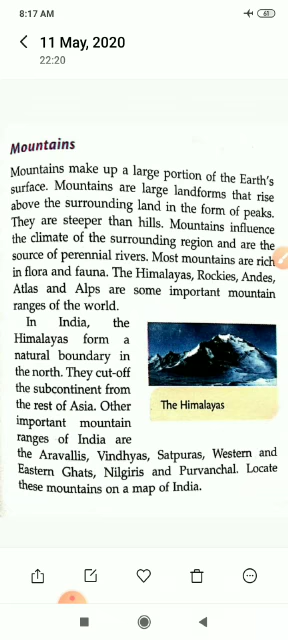 8:17 AM
61
11 May, 2020
22:20
Mountains
Mountains make up a large portion of the Earth's
surface. Mountains are large landforms that rise
above the surrounding land in the form of peaks.
They are steeper than hills. Mountains influence
the climate of the surrounding region and are the
source of perennial rivers. Most mountains are rich
in flora and fauna. The Himalayas, Rockies, Andes,
Atlas and Alps are some important mountain
ranges of the world.
In India, the
Himalayas form a
natural boundary in
the north. They cut-off
the subcontinent from
the rest of Asia. Other
important mountain
ranges of India are
The Himalayas
the Aravallis, Vindhyas, Satpuras, Western and
Eastern Ghats, Nilgiris and Purvanchal. Locate
these mountains on a map of India.